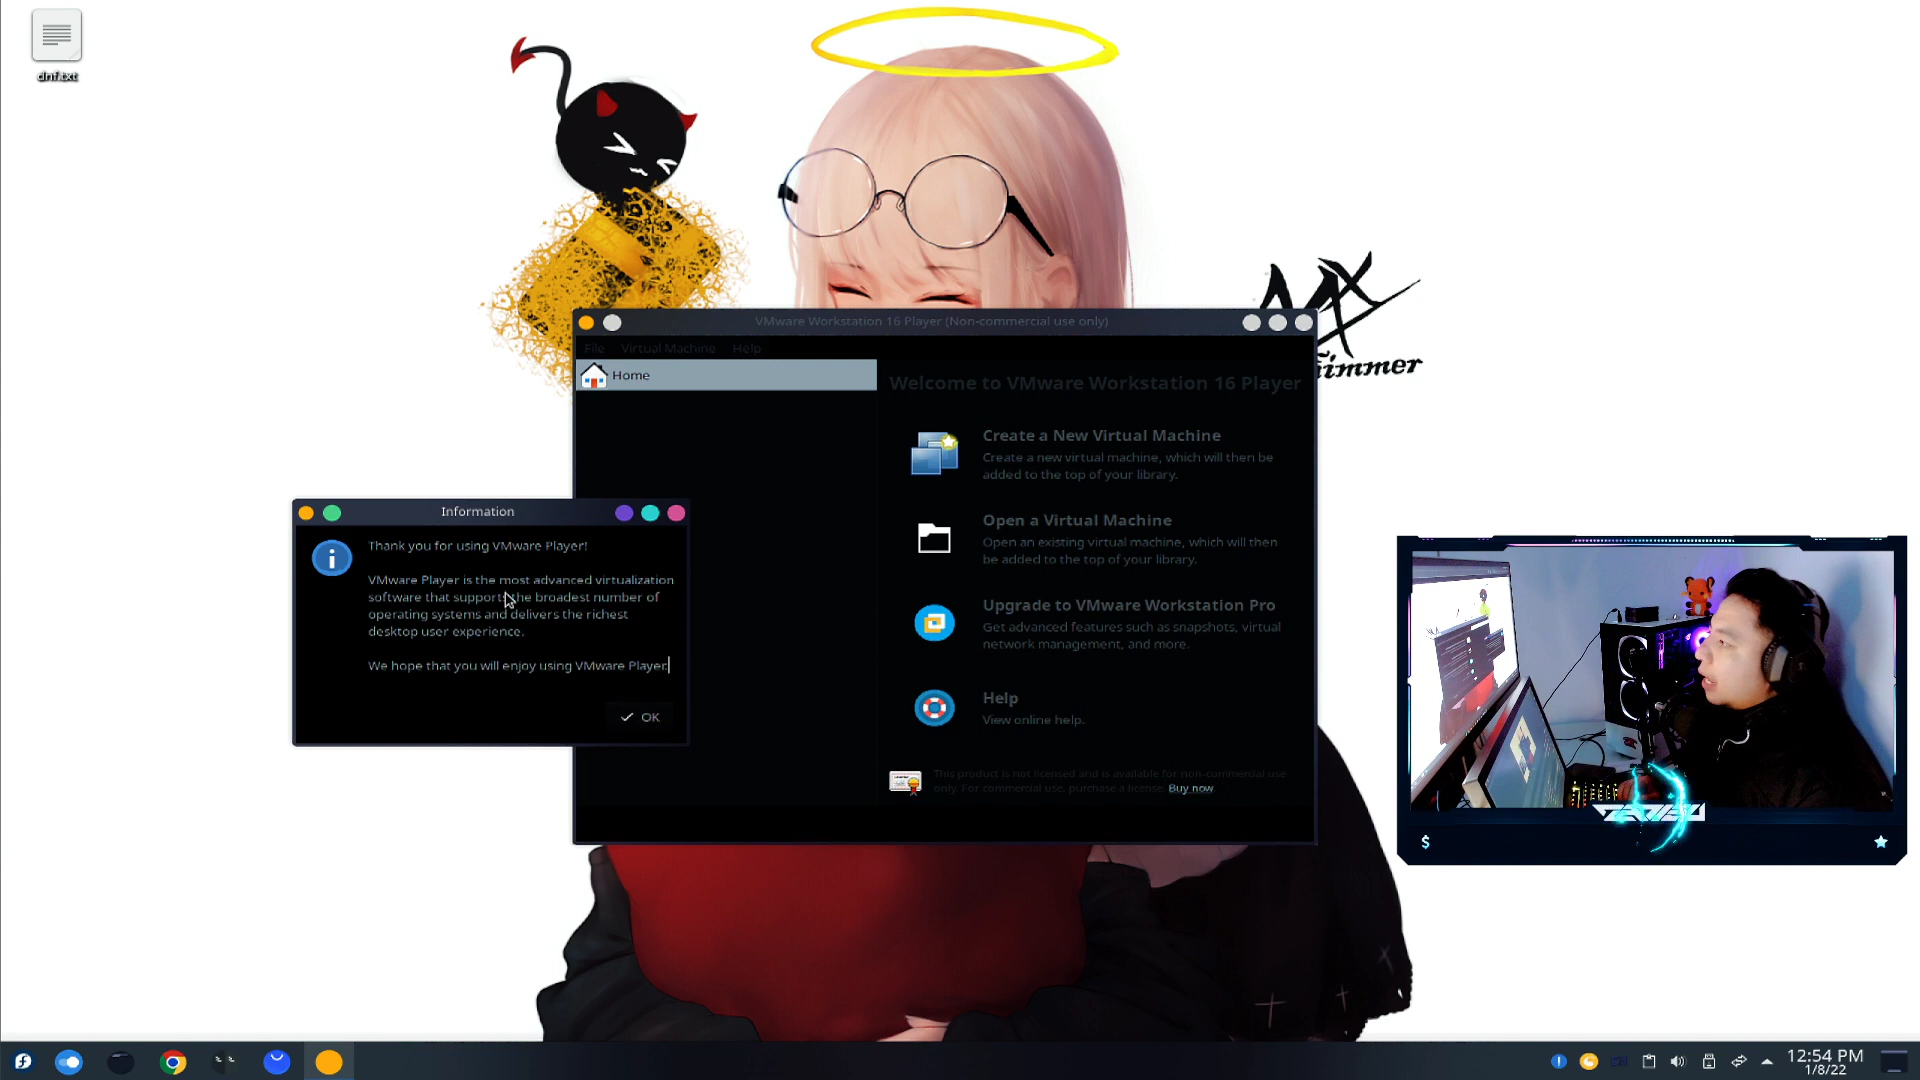 dnf.txt
VMware Workstation 16 Player (Non-commercial use only)
File Virtual Machine Help
Home
Welcome to VMware Workstation 16 Player
Create a New Virtual Machine
Create a new virtual machine, which will then be
added to the top of your library.
Open a Virtual Machine
Open an existing virtual machine, which will then
be added to the top of your library.
Upgrade to VMware Workstation Pro
Get advanced features such as snapshots, virtual
network management, and more.
Help
View online help.
This product is not licensed and is available for non-commercial use
only. For commercial use, purchase a license. Buy now
Information
Thank you for using VMware Player!
VMware Player is the most advanced virtualization
software that supports the broadest number of
operating systems and delivers the richest
desktop user experience.
We hope that you will enjoy using VMware Player.
OK
$
12:54 PM
1/8/22